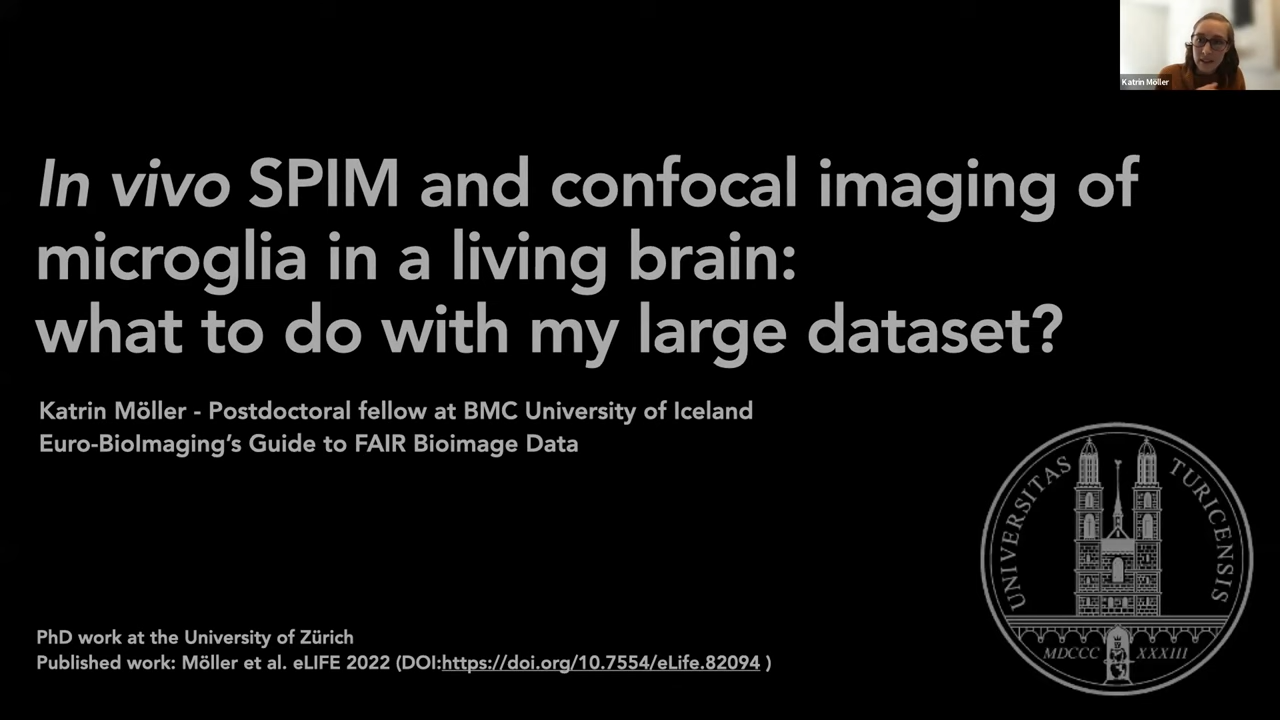 Katrin Möller
In vivo SPIM and confocal imaging of
microglia in a living brain:
what to do with my large dataset?
Katrin Möller - Postdoctoral fellow at BMC University of Iceland
Euro-BioImaging's Guide to FAIR Bioimage Data
UNIVERSITAS TURICENSIS
MDCCC XXXIII
PhD work at the University of Zürich
Published work: Möller et al. eLIFE 2022 (DOI:https://doi.org/10.7554/eLife.82094 )